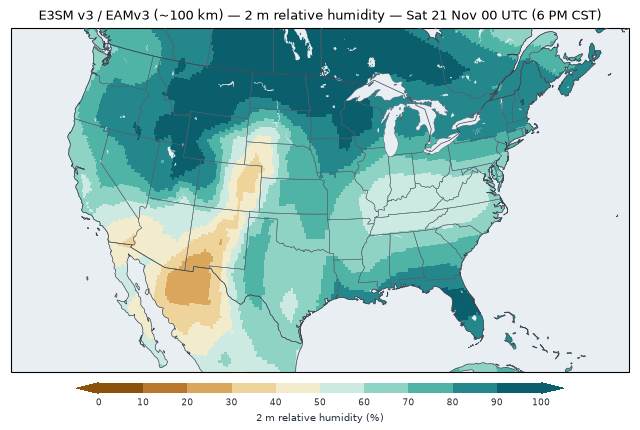 E3SM v3 / EAMv3 (~100 km) — 2 m relative humidity — Sat 21 Nov 00 UTC (6 PM CST)
0 10 20 30 40 50 60 70 80 90 100
2 m relative humidity (%)